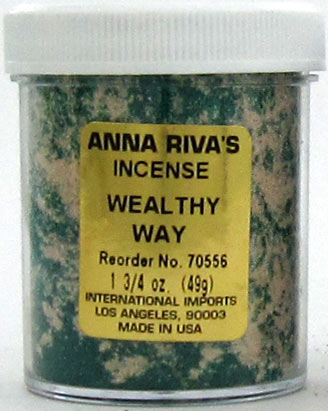 ANNA RIVA'S
INCENSE
WEALTHY
WAY
Reorder No. 70556
1 3/4 oz. (49g)
INTERNATIONAL IMPORTS
LOS ANGELES, 90003
MADE IN USA